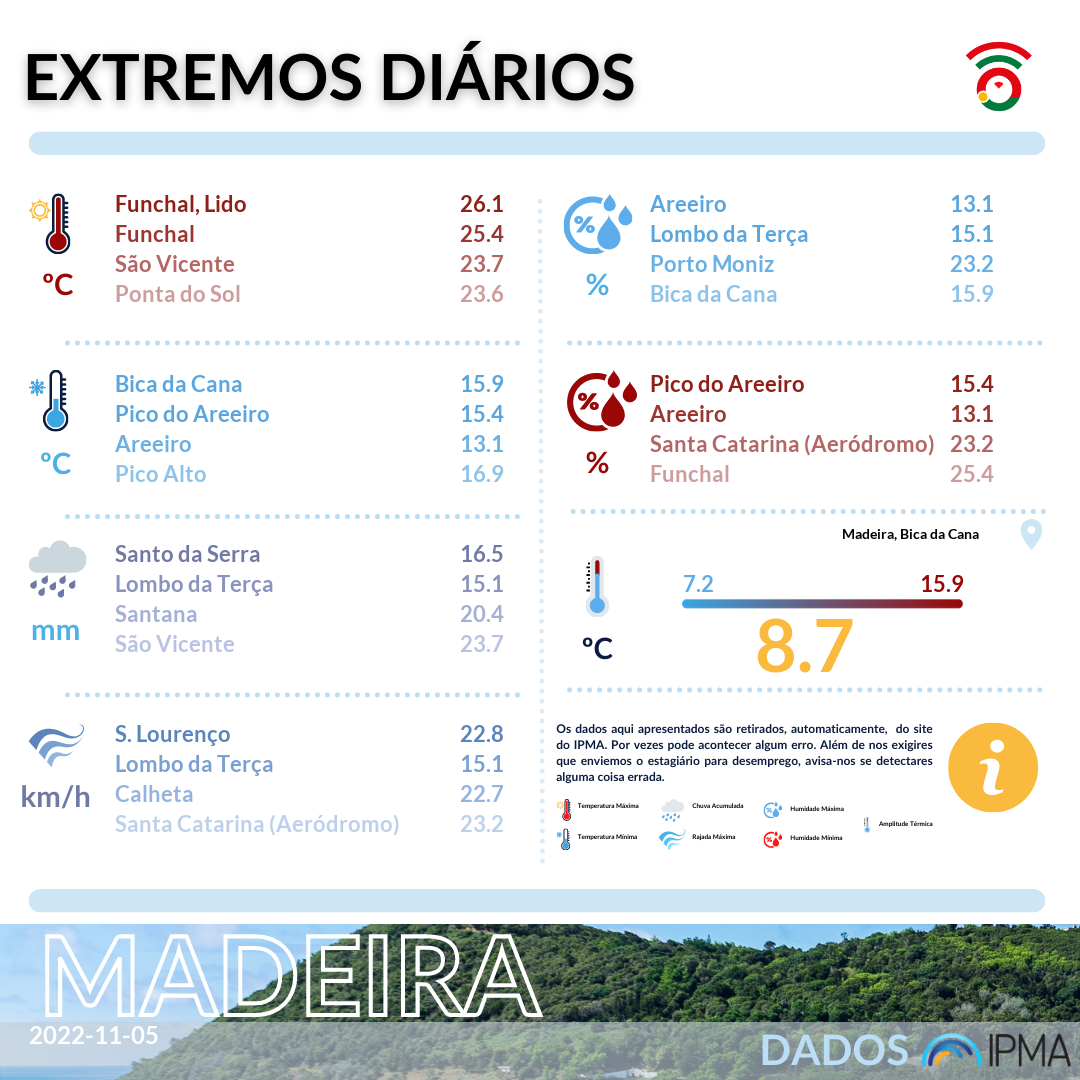 EXTREMOS DIÁRIOS
Funchal, Lido 26.1
Funchal 25.4
São Vicente 23.7
Ponta do Sol 23.6
ºC
Bica da Cana 15.9
Pico do Areeiro 15.4
Areeiro 13.1
Pico Alto 16.9
ºC
Santo da Serra 16.5
Lombo da Terça 15.1
Santana 20.4
São Vicente 23.7
mm
S. Lourenço 22.8
Lombo da Terça 15.1
Calheta 22.7
Santa Catarina (Aeródromo) 23.2
km/h
Areeiro 13.1
Lombo da Terça 15.1
Porto Moniz 23.2
Bica da Cana 15.9
%
%
Pico do Areeiro 15.4
Areeiro 13.1
Santa Catarina (Aeródromo) 23.2
Funchal 25.4
%
%
Madeira, Bica da Cana
7.2 15.9
8.7
ºC
Os dados aqui apresentados são retirados, automaticamente, do site
do IPMA. Por vezes pode acontecer algum erro. Além de nos exigires
que enviemos o estagiário para desemprego, avisa-nos se detectares
alguma coisa errada.
i
Temperatura Máxima
Chuva Acumulada
Humidade Máxima
Amplitude Térmica
Temperatura Mínima
Rajada Máxima
Humidade Mínima
MADEIRA
2022-11-05
DADOS IPMA